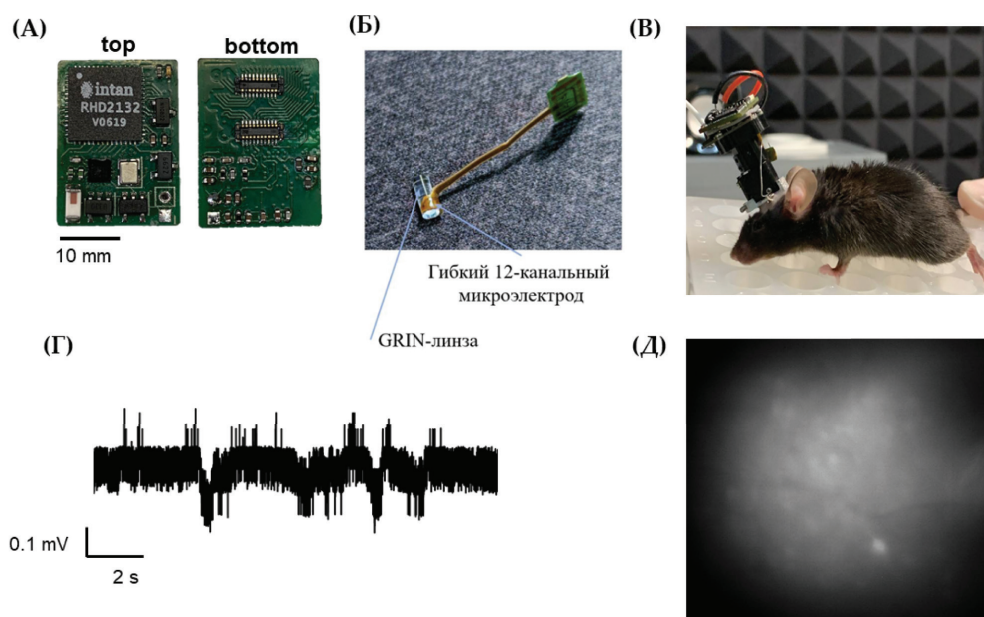 (А)
top
bottom
intan
RHD2132
V0619
10 mm
(Б)
Гибкий 12-канальный
микроэлектрод
GRIN-линза
(В)
(Г)
0.1 mV
2 s
(Д)